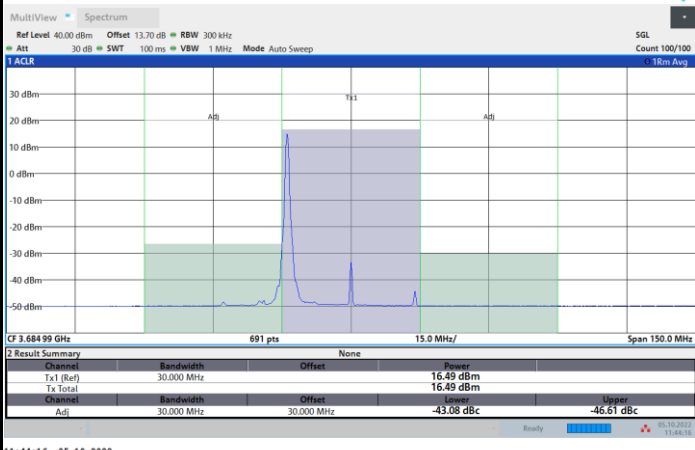 MultiView Spectrum
Ref Level 40.00 dBm Offset 13.70 dB RBW 300 kHz SGL
Att 30 dB SWT 100 ms VBW 1 MHz Mode Auto Sweep Count 100/100
1 ACLR 1Rm Avg
30 dBm
Tx1
20 dBm
Adj Adj
10 dBm
0 dBm
-10 dBm
-20 dBm
-30 dBm
-40 dBm
-50 dBm
CF 3.684 99 GHz 691 pts 15.0 MHz/ Span 150.0 MHz
2 Result Summary None
Channel Bandwidth Offset Power
Tx1 (Ref) 30.000 MHz 16.49 dBm
Tx Total 16.49 dBm
Channel Bandwidth Offset Lower Upper
Adj 30.000 MHz 30.000 MHz -43.08 dBc -46.61 dBc
Ready 05.10.2022
11:44:16